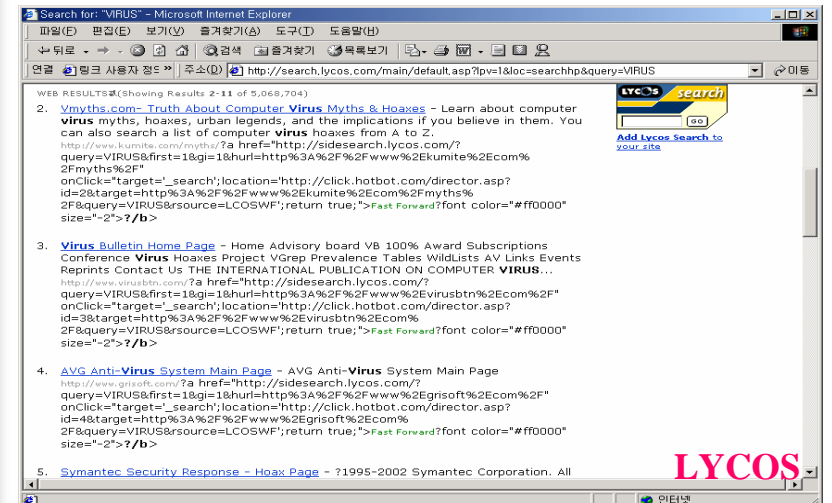 Search for: "VIRUS" - Microsoft Internet Explorer
파일(F) 편집(E) 보기(V) 즐겨찾기(A) 도구(T) 도움말(H)
뒤로 검색 즐겨찾기 목록보기
연결 링크 사용자 정의 » 주소(D) http://search.lycos.com/main/default.asp?lpv=1&loc=searchhp&query=VIRUS 이동
WEB RESULTS (Showing Results 2-11 of 5,068,704)
2. Vmyths.com- Truth About Computer Virus Myths & Hoaxes - Learn about computer
virus myths, hoaxes, urban legends, and the implications if you believe in them. You
can also search a list of computer virus hoaxes from A to Z.
http://www.kumite.com/myths/?a href="http://sidesearch.lycos.com/?
query=VIRUS&first=1&gi=1&hurl=http%3A%2F%2Fwww%2Ekumite%2Ecom%
2Fmyths%2F"
onClick="target='_search';location='http://click.hotbot.com/director.asp?
id=2&target=http%3A%2F%2Fwww%2Ekumite%2Ecom%2Fmyths%
2F&query=VIRUS&rsource=LCOSWF';return true;">Fast Forward?font color="#ff0000"
size="-2">?/b>
3. Virus Bulletin Home Page - Home Advisory board VB 100% Award Subscriptions
Conference Virus Hoaxes Project VGrep Prevalence Tables WildLists AV Links Events
Reprints Contact Us THE INTERNATIONAL PUBLICATION ON COMPUTER VIRUS...
http://www.virusbtn.com/?a href="http://sidesearch.lycos.com/?
query=VIRUS&first=1&gi=1&hurl=http%3A%2F%2Fwww%2Evirusbtn%2Ecom%2F"
onClick="target='_search';location='http://click.hotbot.com/director.asp?
id=3&target=http%3A%2F%2Fwww%2Evirusbtn%2Ecom%
2F&query=VIRUS&rsource=LCOSWF';return true;">Fast Forward?font color="#ff0000"
size="-2">?/b>
4. AVG Anti-Virus System Main Page - AVG Anti-Virus System Main Page
http://www.grisoft.com/?a href="http://sidesearch.lycos.com/?
query=VIRUS&first=1&gi=1&hurl=http%3A%2F%2Fwww%2Egrisoft%2Ecom%2F"
onClick="target='_search';location='http://click.hotbot.com/director.asp?
id=4&target=http%3A%2F%2Fwww%2Egrisoft%2Ecom%
2F&query=VIRUS&rsource=LCOSWF';return true;">Fast Forward?font color="#ff0000"
size="-2">?/b>
5. Symantec Security Response - Hoax Page - ?1995-2002 Symantec Corporation. All
LYCOS search
GO
Add Lycos Search to
your site
LYCOS
인터넷